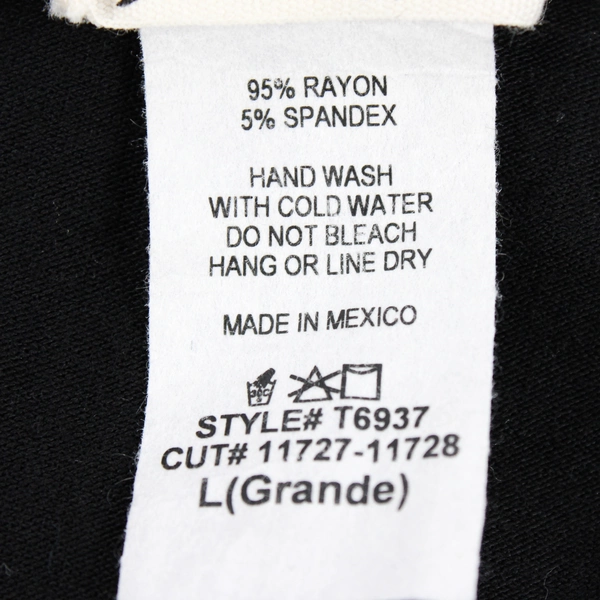 95% RAYON
5% SPANDEX
HAND WASH
WITH COLD WATER
DO NOT BLEACH
HANG OR LINE DRY
MADE IN MEXICO
30C
STYLE# T6937
CUT# 11727-11728
L(Grande)